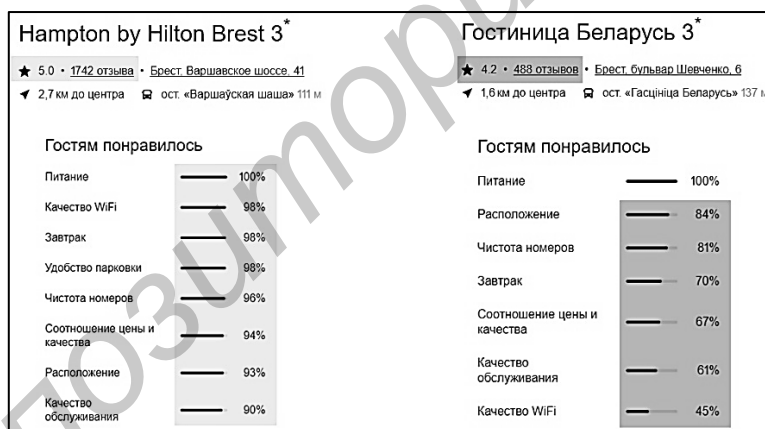 Hampton by Hilton Brest 3*
★ 5.0 • 1742 отзыва • Брест, Варшавское шоссе, 41
2,7 км до центра ост. «Варшаўская шаша» 111 м
Гостям понравилось
Питание 100%
Качество WiFi 98%
Завтрак 98%
Удобство парковки 98%
Чистота номеров 96%
Соотношение цены и
качества 94%
Расположение 93%
Качество
обслуживания 90%
Гостиница Беларусь 3*
★ 4.2 • 488 отзывов • Брест, бульвар Шевченко, 6
1,6 км до центра ост. «Гасцініца Беларусь» 137 м
Гостям понравилось
Питание 100%
Расположение 84%
Чистота номеров 81%
Завтрак 70%
Соотношение цены и
качества 67%
Качество
обслуживания 61%
Качество WiFi 45%